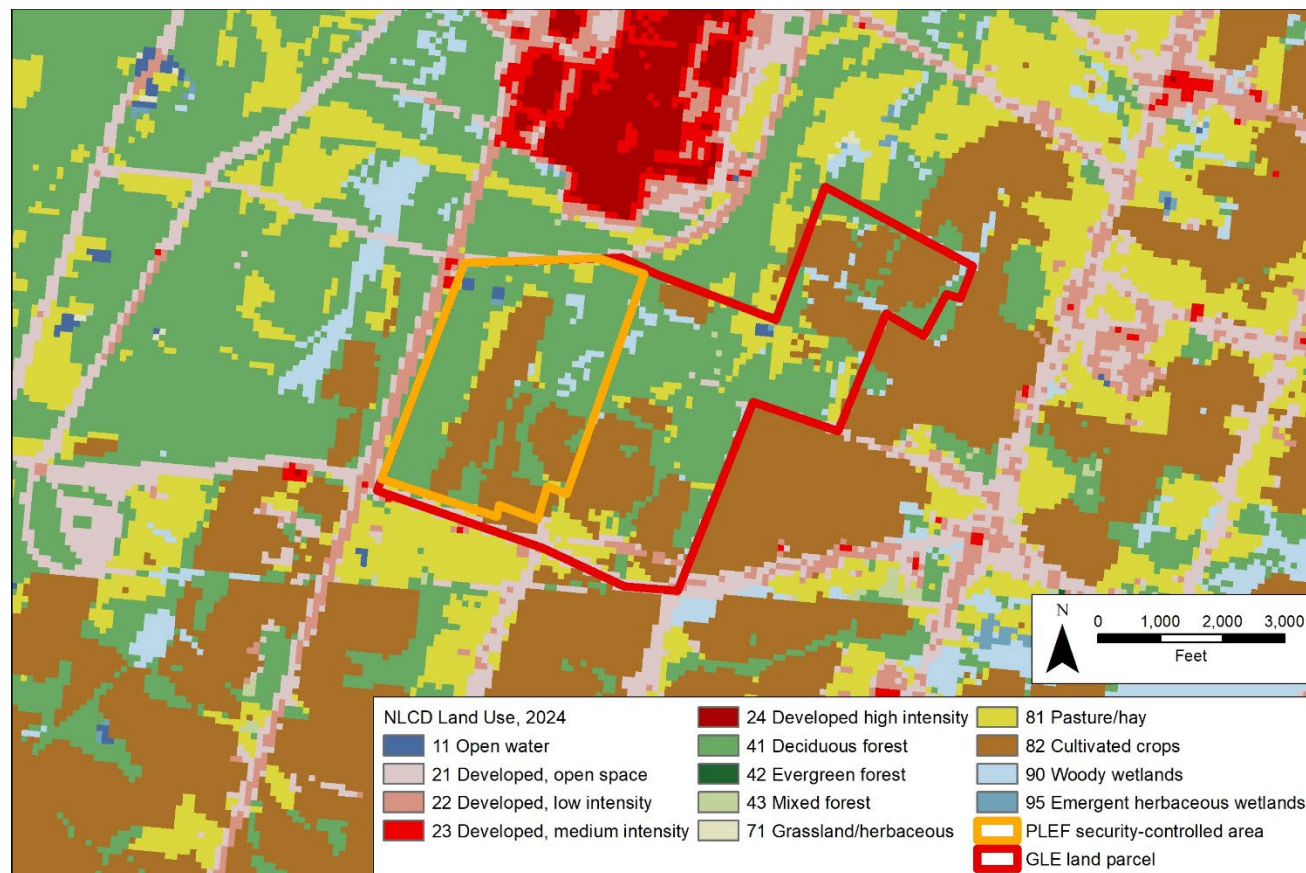 N
0 1,000 2,000 3,000
Feet
NLCD Land Use, 2024
11 Open water
21 Developed, open space
22 Developed, low intensity
23 Developed, medium intensity
24 Developed high intensity
41 Deciduous forest
42 Evergreen forest
43 Mixed forest
71 Grassland/herbaceous
81 Pasture/hay
82 Cultivated crops
90 Woody wetlands
95 Emergent herbaceous wetlands
PLEF security-controlled area
GLE land parcel